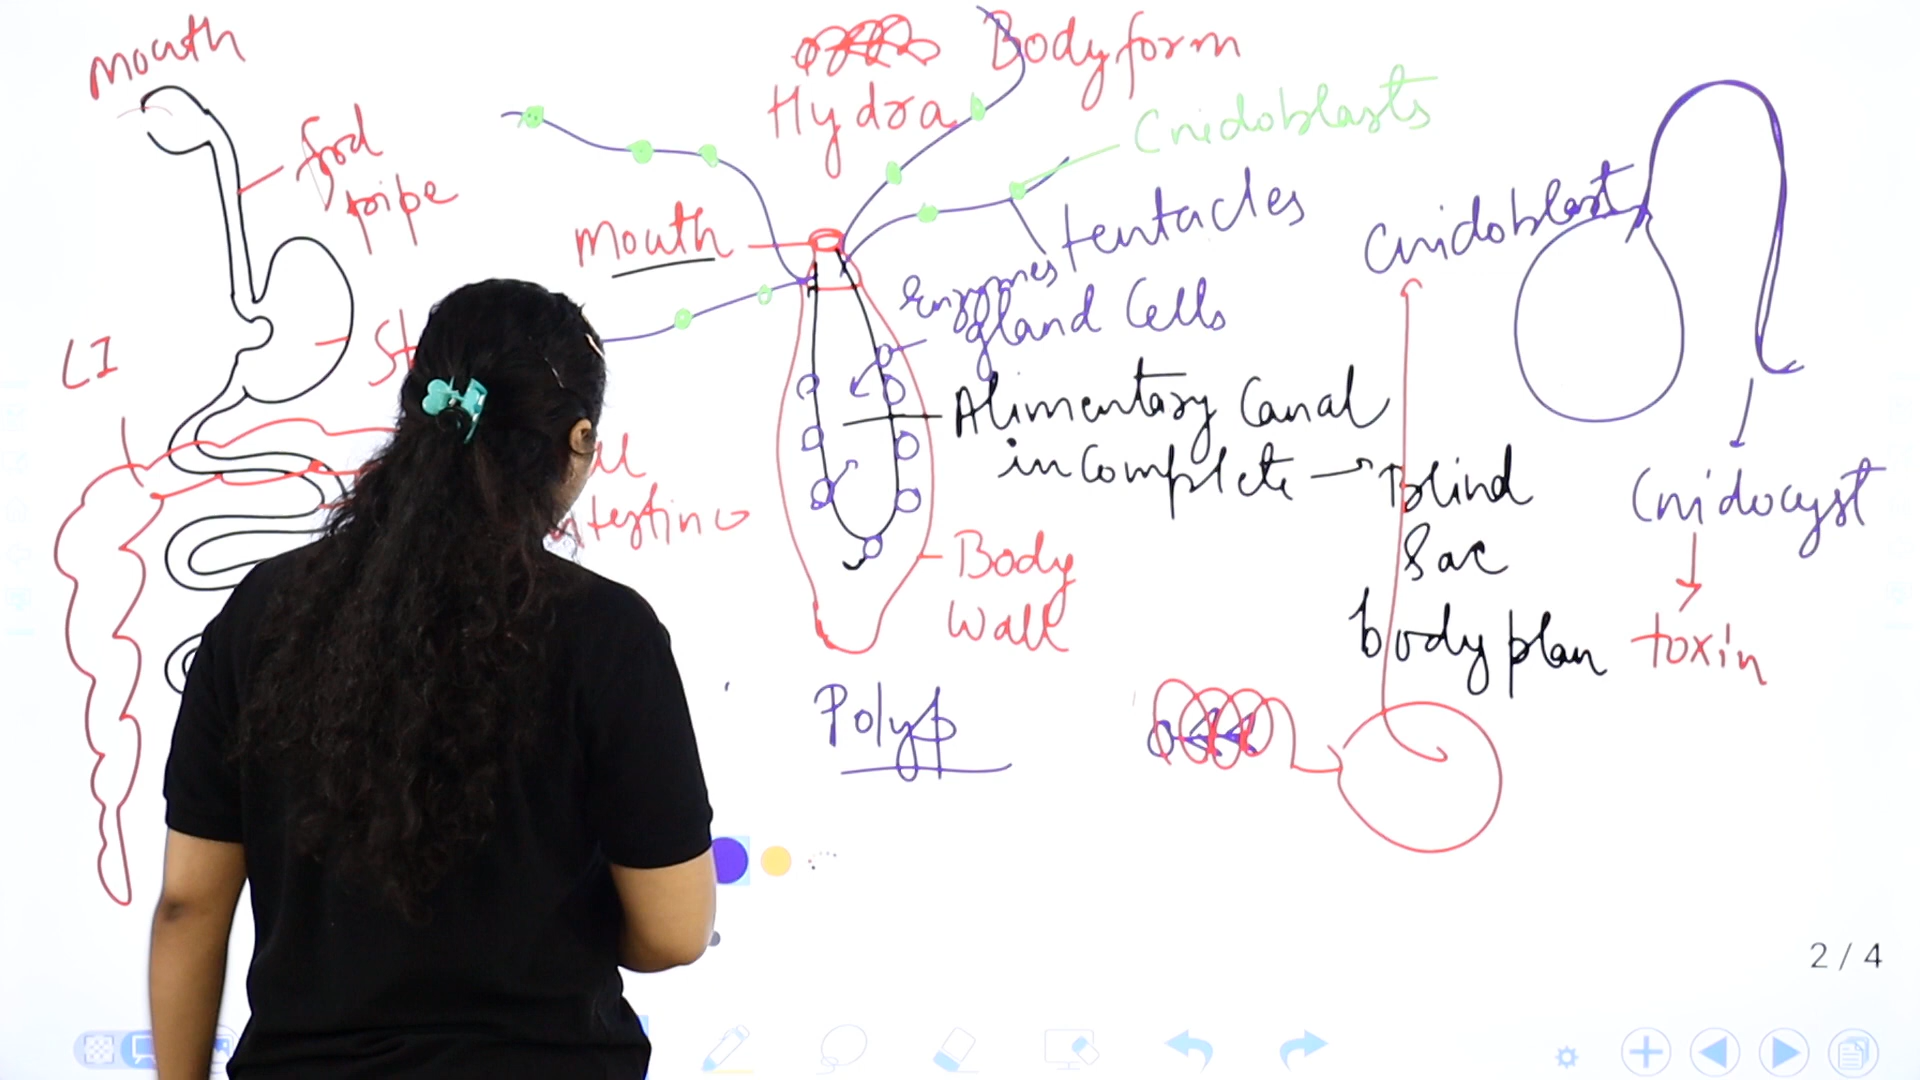 Mouth
food
pipe
LI
Body form
Hydra
Cnidoblasts
Mouth
tentacles
Enzymes
gland Cells
Alimentary Canal
incomplete → Blind
Sac
body plan
Body
Wall
Polyp
Cnidoblast
Cnidocyst
toxin
2 / 4